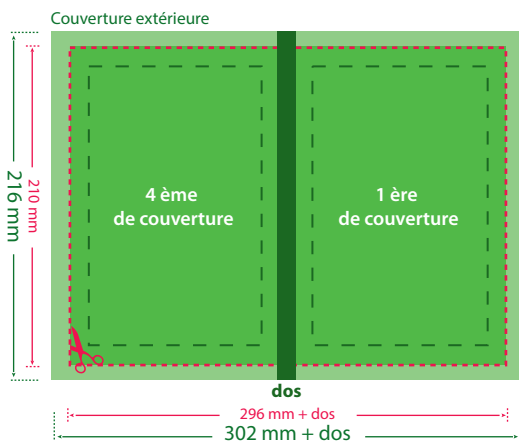 Couverture extérieure
216 mm
210 mm
4 ème
de couverture
1 ère
de couverture
dos
296 mm + dos
302 mm + dos